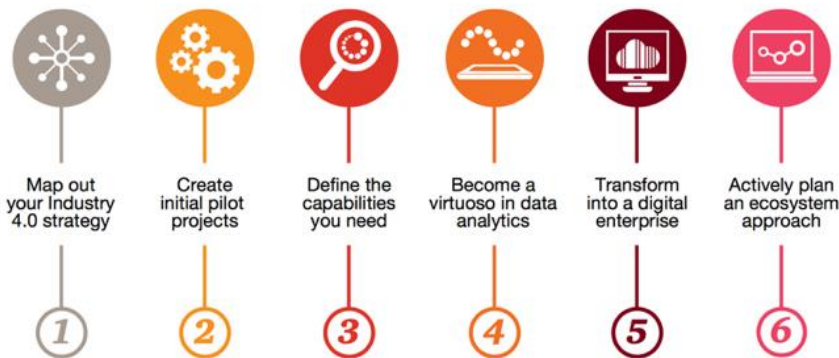 Map out
your Industry
4.0 strategy
Create
initial pilot
projects
Define the
capabilities
you need
Become a
virtuoso in data
analytics
Transform
into a digital
enterprise
Actively plan
an ecosystem
approach
1
2
3
4
5
6